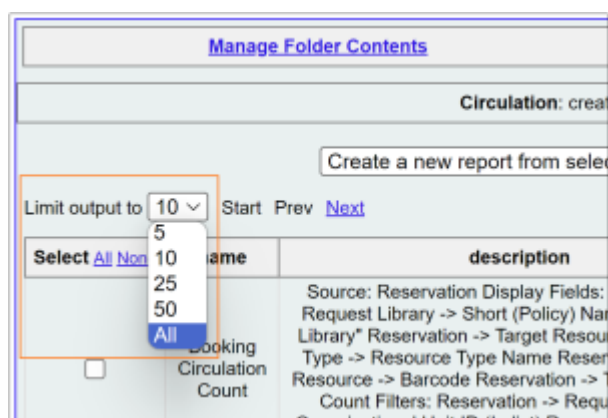 Manage Folder Contents
Circulation: creat
Create a new report from selec
Limit output to 10 Start Prev Next
5
10
25
50
All
Select All Non ame description
Booking
Circulation
Count
Source: Reservation Display Fields:
Request Library -> Short (Policy) Nar
Library" Reservation -> Target Resou
Type -> Resource Type Name Reser
Resource -> Barcode Reservation -> T
Count Filters: Reservation -> Requ